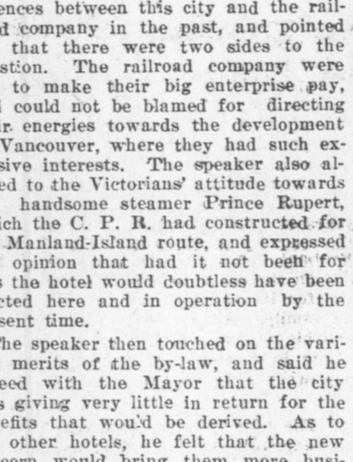 ences between this city and the rail-
d company in the past, and pointed
that there were two sides to the
stion. The railroad company were
to make their big enterprise pay,
could not be blamed for directing
ir energies towards the development
Vancouver, where they had such ex-
sive interests. The speaker also al-
ed to the Victorians' attitude towards
handsome steamer Prince Rupert,
ich the C. P. R. had constructed for
Manland-Island route, and expressed
opinion that had it not been for
s the hotel would doubtless have been
cted here and in operation by the
sent time.
he speaker then touched on the vari-
merits of the by-law, and said he
eed with the Mayor that the city
s giving very little in return for the
efits that would be derived. As to
other hotels, he felt that the new
would bring them more busi-